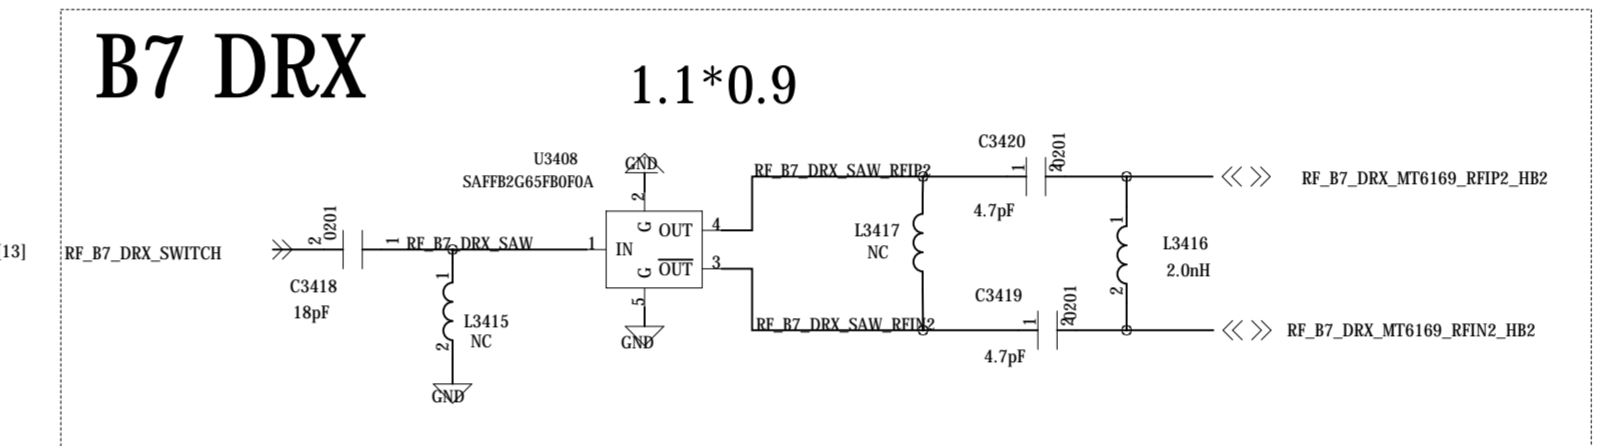 B7 DRX
1.1*0.9
U3408
SAFFB2G65FB0F0A
GND
2
G
IN
OUT
OUT
G
1
4
3
5
GND
[13]
RF_B7_DRX_SWITCH
2
0201
1
C3418
18pF
RF_B7_DRX_SAW
1
L3415
NC
2
GND
RF_B7_DRX_SAW_RFIP2
L3417
NC
RF_B7_DRX_SAW_RFIN2
C3420
1
2
0201
4.7pF
C3419
1
2
0201
4.7pF
1
L3416
2.0nH
2
RF_B7_DRX_MT6169_RFIP2_HB2
RF_B7_DRX_MT6169_RFIN2_HB2